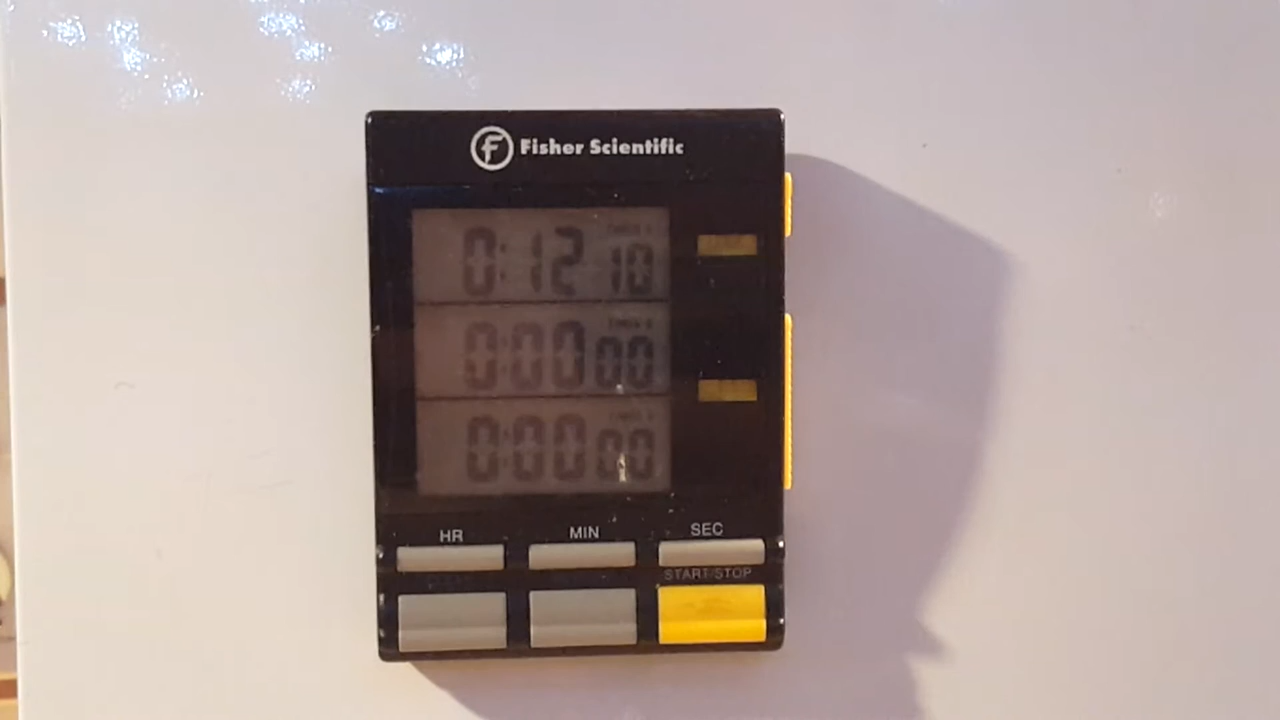 Fisher Scientific
0:12 10
0:00 00
0:00 00
HR MIN SEC
START/STOP